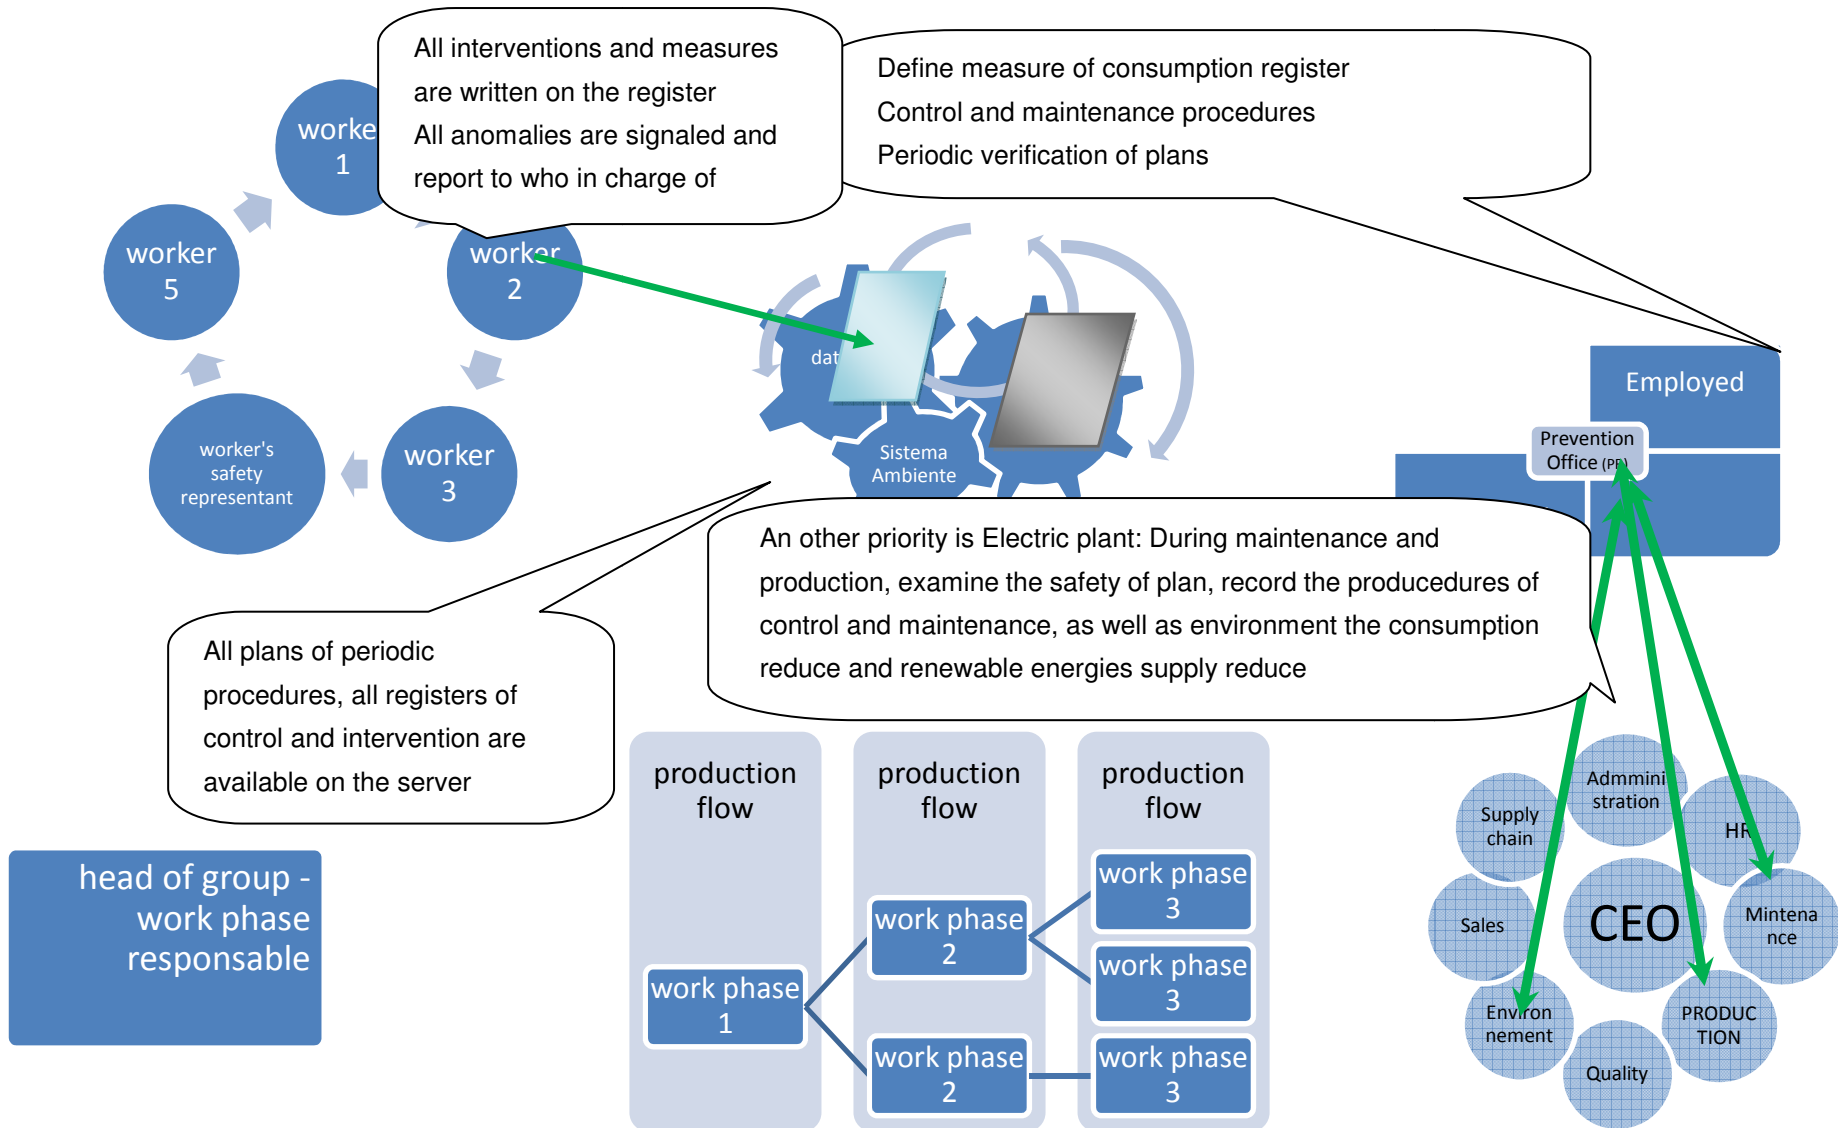 All interventions and measures
are written on the register
All anomalies are signaled and
report to who in charge of
Define measure of consumption register
Control and maintenance procedures
Periodic verification of plans
worke
1
worker
5
worker
2
worker's
safety
representant
worker
3
dat
Sistema
Ambiente
Employed
Prevention
Office (PE)
An other priority is Electric plant: During maintenance and
production, examine the safety of plan, record the producedures of
control and maintenance, as well as environment the consumption
reduce and renewable energies supply reduce
All plans of periodic
procedures, all registers of
control and intervention are
available on the server
head of group -
work phase
responsable
production
flow
production
flow
production
flow
work phase
1
work phase
2
work phase
2
work phase
3
work phase
3
work phase
3
Admmini
stration
Supply
chain
HR
Sales
CEO
Mintena
nce
Environ
nement
PRODUC
TION
Quality